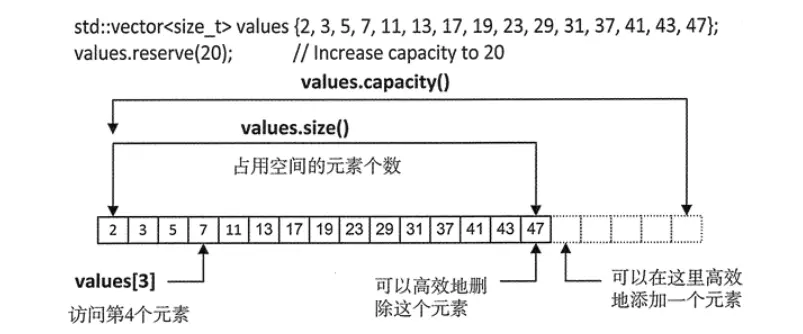 std::vector<size_t> values {2, 3, 5, 7, 11, 13, 17, 19, 23, 29, 31, 37, 41, 43, 47};
values.reserve(20); // Increase capacity to 20
values.capacity()
values.size()
占用空间的元素个数
2 3 5 7 11 13 17 19 23 29 31 37 41 43 47
values[3]
访问第4个元素
可以高效地删
除这个元素
可以在这里高效
地添加一个元素